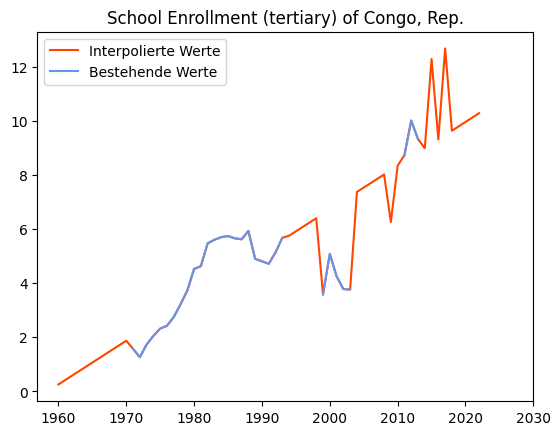 School Enrollment (tertiary) of Congo, Rep.
Interpolierte Werte
Bestehende Werte
12
10
8
6
4
2
0
1960 1970 1980 1990 2000 2010 2020 2030